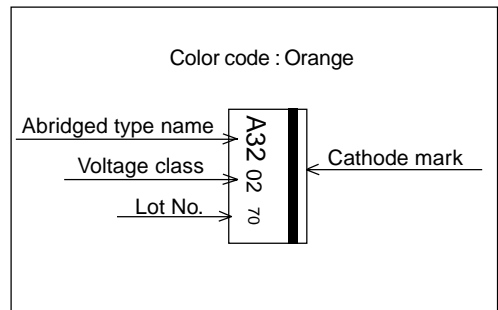 Color code : Orange
Abridged type name
Voltage class
Lot No.
A32 02 70
Cathode mark